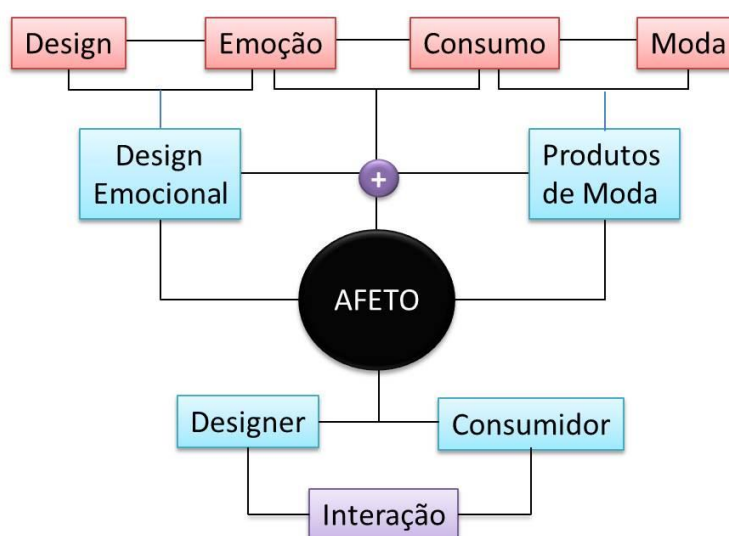 Design
Emoção
Consumo
Moda
Design
Emocional
+
Produtos
de Moda
AFETO
Designer
Consumidor
Interação